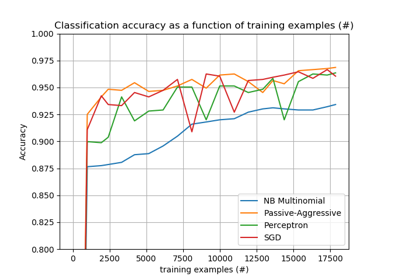 Classification accuracy as a function of training examples (#)
1.000
0.975
0.950
0.925
0.900
0.875
0.850
0.825
0.800
Accuracy
NB Multinomial
Passive-Aggressive
Perceptron
SGD
0 2500 5000 7500 10000 12500 15000 17500
training examples (#)